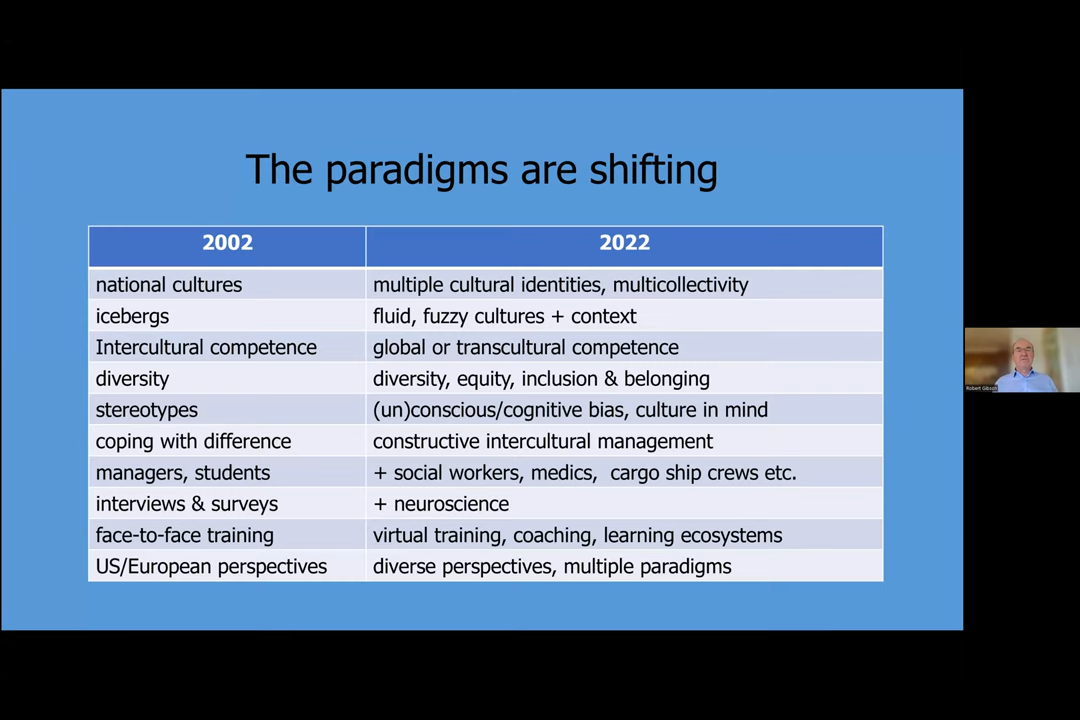 The paradigms are shifting
2002 2022
national cultures multiple cultural identities, multicollectivity
icebergs fluid, fuzzy cultures + context
Intercultural competence global or transcultural competence
diversity diversity, equity, inclusion & belonging
stereotypes (un)conscious/cognitive bias, culture in mind
coping with difference constructive intercultural management
managers, students + social workers, medics, cargo ship crews etc.
interviews & surveys + neuroscience
face-to-face training virtual training, coaching, learning ecosystems
US/European perspectives diverse perspectives, multiple paradigms
Robert Gibson